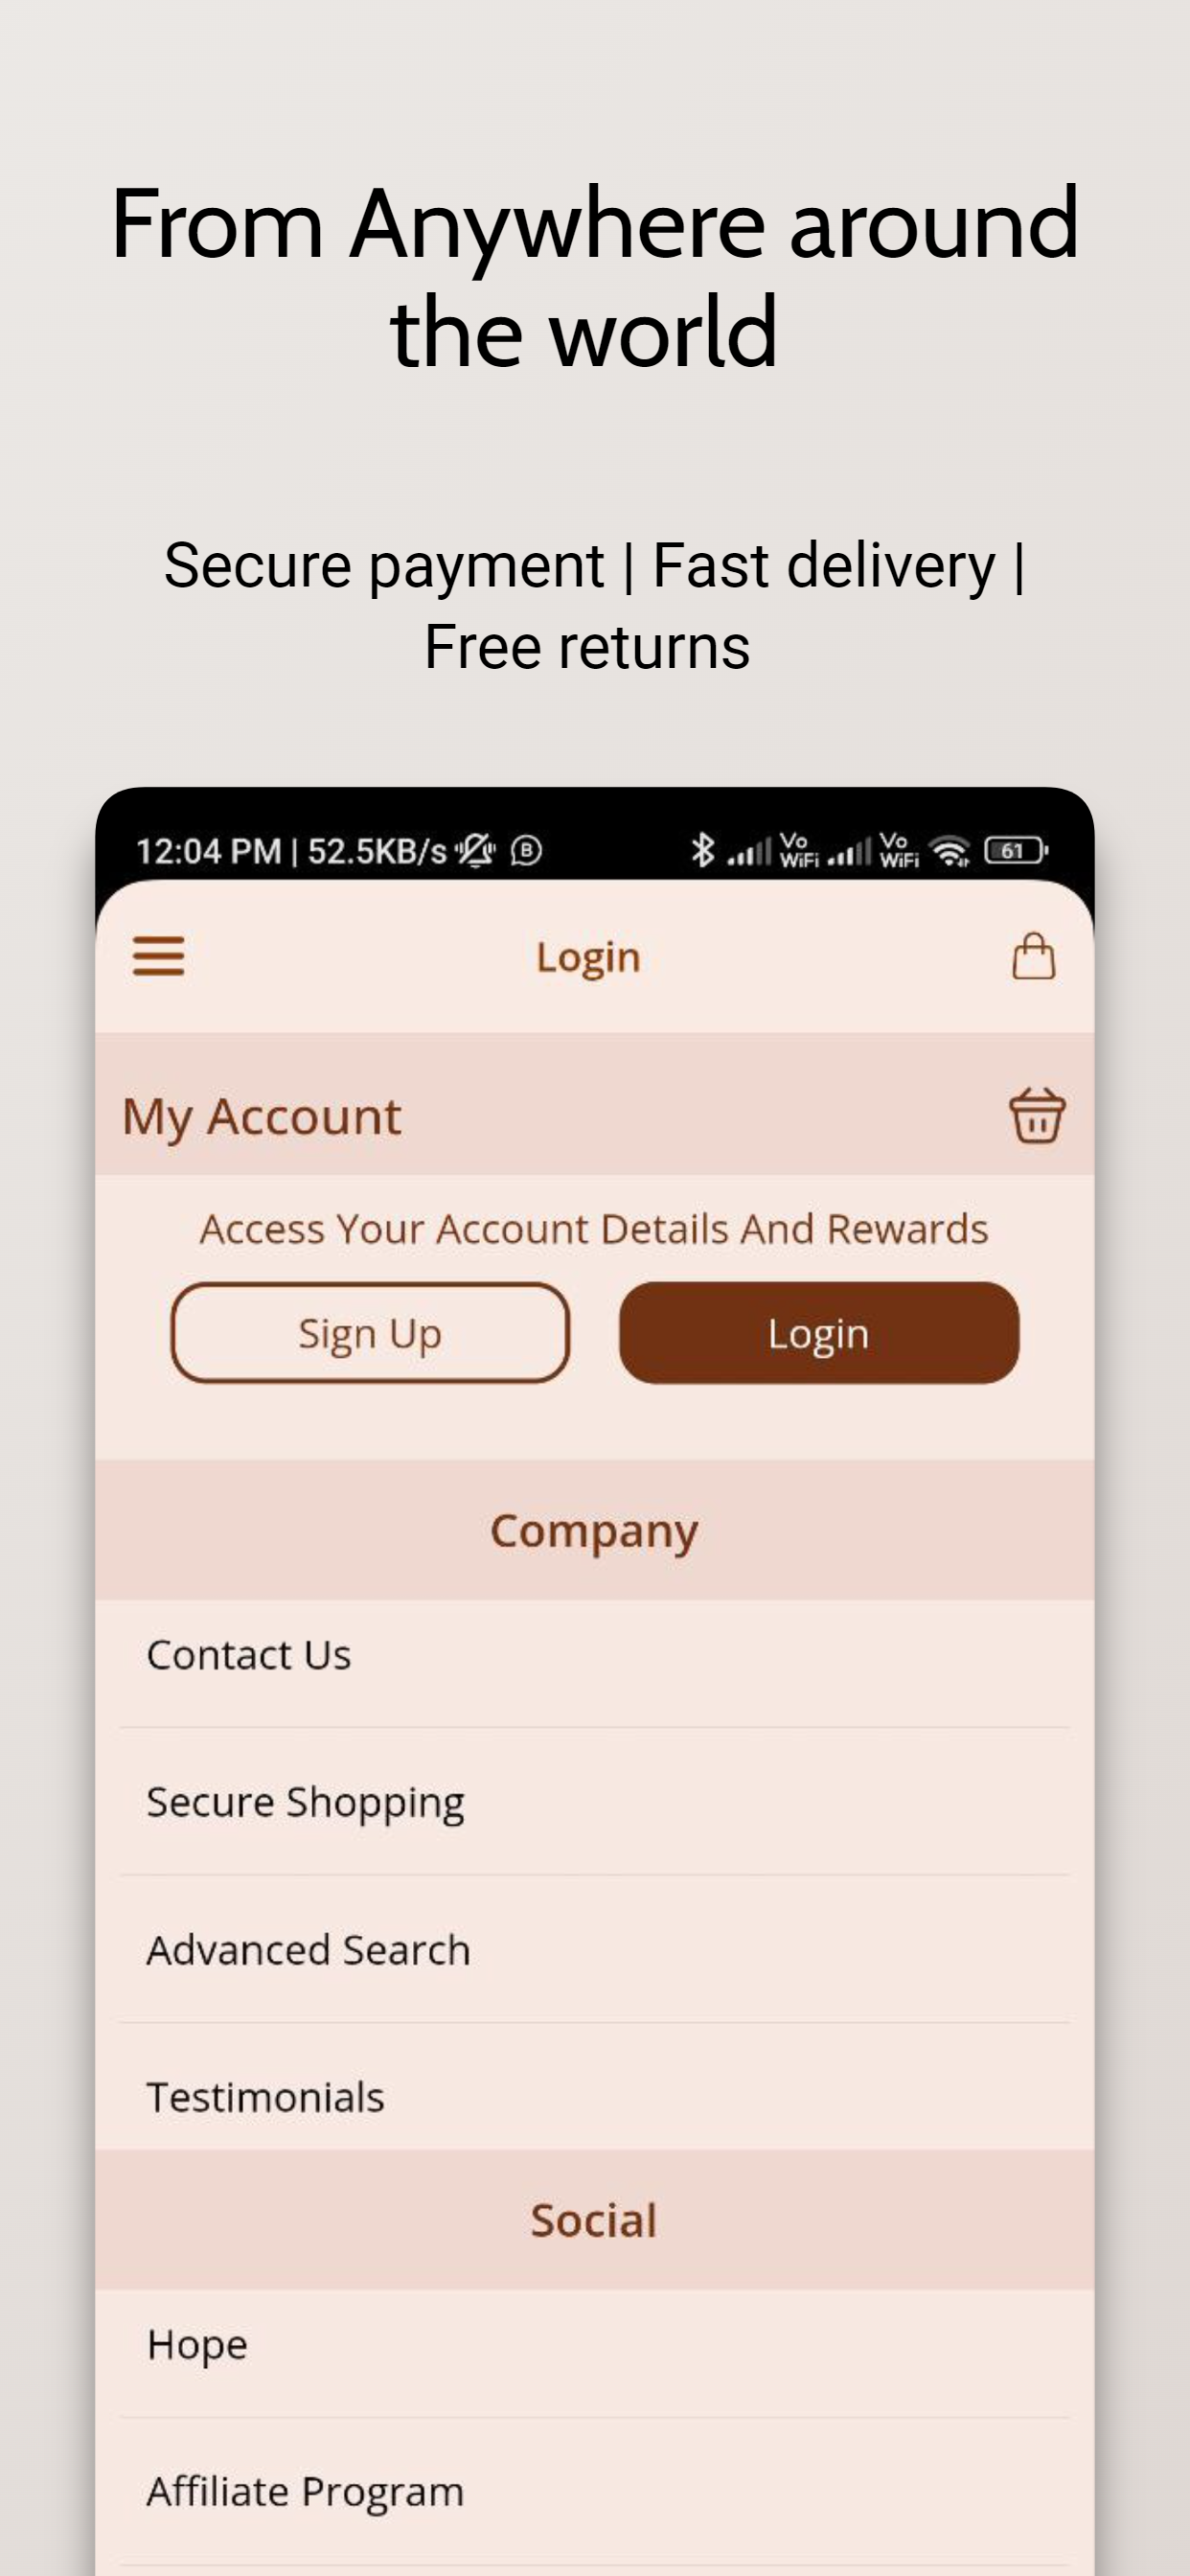 From Anywhere around
the world
Secure payment | Fast delivery |
Free returns
12:04 PM | 52.5KB/s B Vo WiFi Vo WiFi 61
Login
My Account
Access Your Account Details And Rewards
Sign Up Login
Company
Contact Us
Secure Shopping
Advanced Search
Testimonials
Social
Hope
Affiliate Program